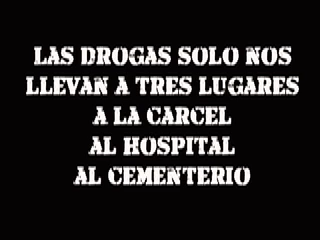 LAS DROGAS SOLO NOS
LLEVAN A TRES LUGARES
A LA CARCEL
AL HOSPITAL
AL CEMENTERIO